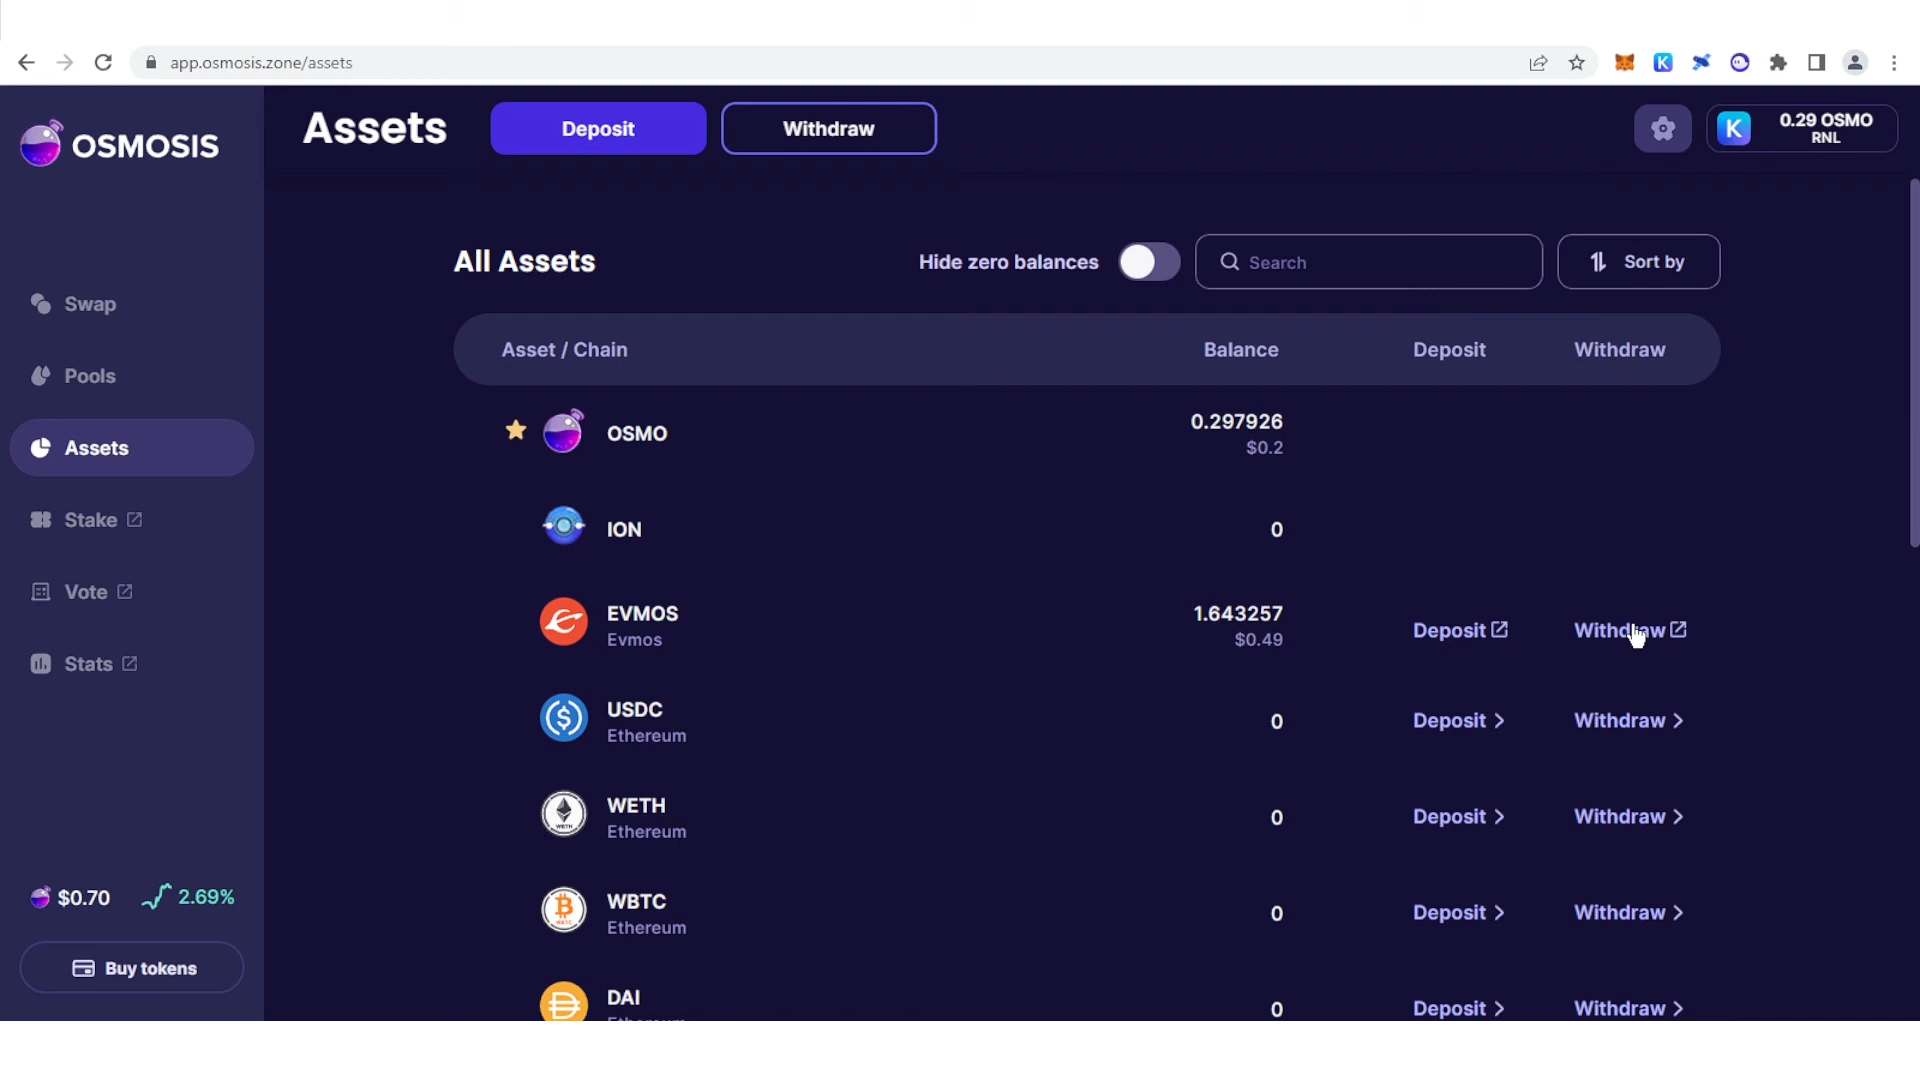 app.osmosis.zone/assets
OSMOSIS
Assets
Deposit
Withdraw
K
0.29 OSMO
RNL
Swap
Pools
Assets
Stake
Vote
Stats
$0.70
2.69%
Buy tokens
All Assets
Hide zero balances
Search
Sort by
Asset / Chain
Balance
Deposit
Withdraw
OSMO
0.297926
$0.2
ION
0
EVMOS
Evmos
1.643257
$0.49
Deposit
Withdraw
USDC
Ethereum
0
Deposit
Withdraw
WETH
Ethereum
0
Deposit
Withdraw
WBTC
Ethereum
0
Deposit
Withdraw
DAI
Ethereum
0
Deposit
Withdraw